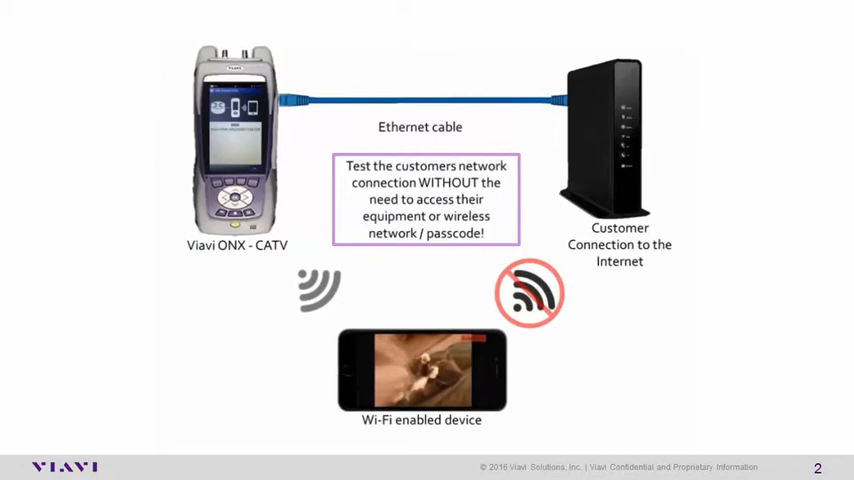 VIAVI
Ethernet cable
Test the customers network
connection WITHOUT the
need to access their
equipment or wireless
network / passcode!
Viavi ONX - CATV
Customer
Connection to the
Internet
Wi-Fi enabled device
VIAVI
© 2016 Viavi Solutions, Inc. | Viavi Confidential and Proprietary Information
2